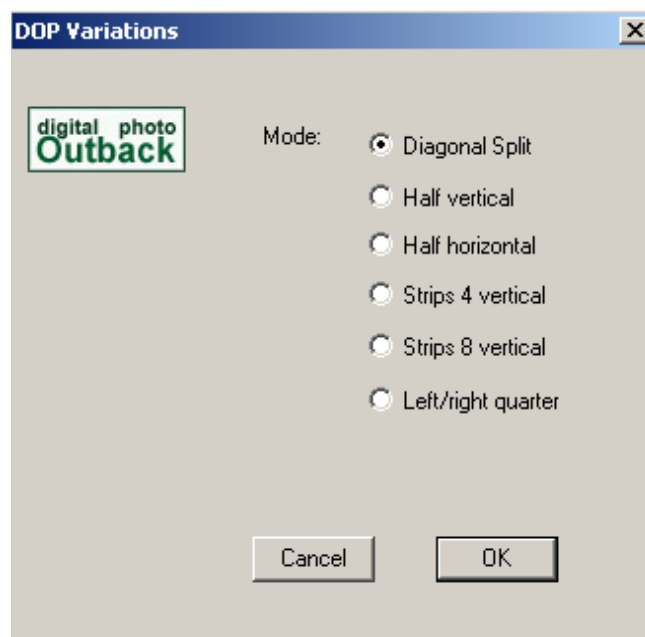 DOP Variations
digital photo
Outback
Mode:
Diagonal Split
Half vertical
Half horizontal
Strips 4 vertical
Strips 8 vertical
Left/right quarter
Cancel
OK